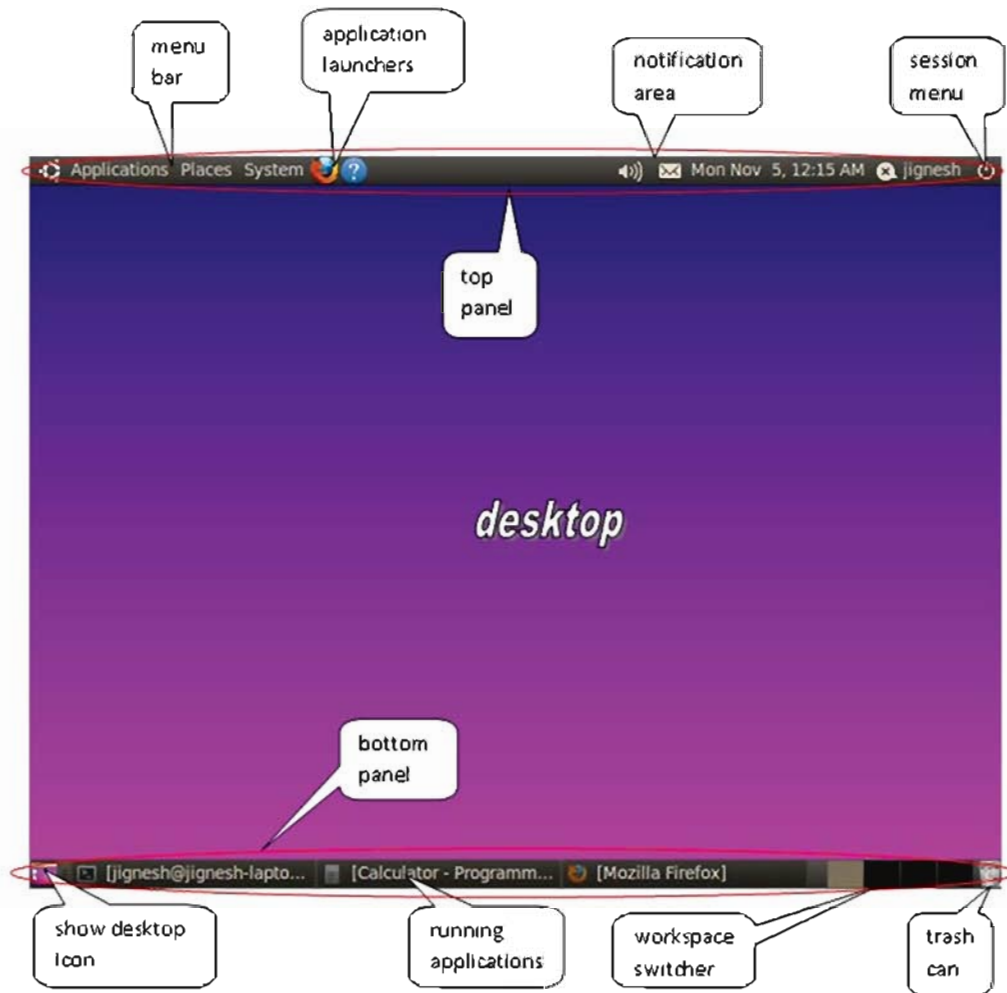 menu
bar
application
launchers
notification
area
session
menu
Applications Places System ? Mon Nov 5, 12:15 AM jignesh
top
panel
desktop
bottom
panel
[jignesh@jignesh-lapto... [Calculator - Programm... [Mozilla Firefox]
show desktop
icon
running
applications
workspace
switcher
trash
can